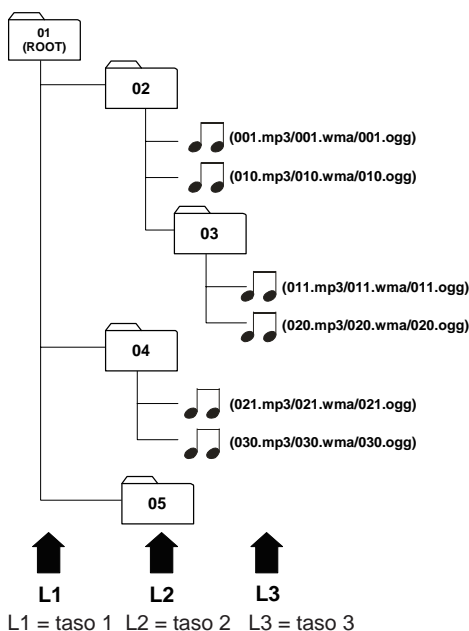 01
(ROOT)
02
(001.mp3/001.wma/001.ogg)
(010.mp3/010.wma/010.ogg)
03
(011.mp3/011.wma/011.ogg)
(020.mp3/020.wma/020.ogg)
04
(021.mp3/021.wma/021.ogg)
(030.mp3/030.wma/030.ogg)
05
L1 L2 L3
L1 = taso 1 L2 = taso 2 L3 = taso 3